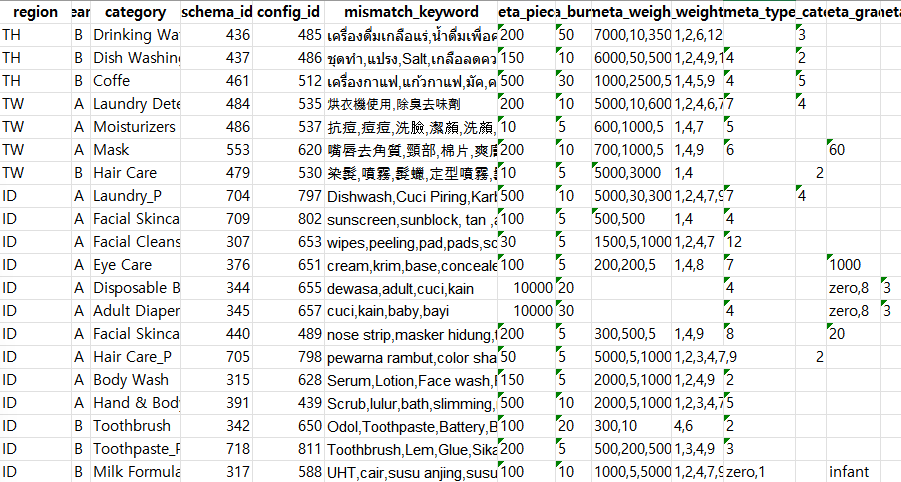 region ear category schema_id config_id mismatch_keyword eta_piec a_bur meta_weigh _weight meta_type _cate eta_gra eta
TH B Drinking Wa 436 485 เครื่องดื่มเกลือแร่,น้ำดื่มเพื่อค 200 50 7000,10,350 1,2,6,12 3
TH B Dish Washing 437 486 ชุดทำ,แปรง,Salt,เกลือลดคว 150 10 6000,50,500 1,2,4,9,1 4 2
TH B Coffe 461 512 เครื่องกาแฟ,แก้วกาแฟ,มัค,ค 500 30 1000,2500,5 1,4,5,9 4 5
TW A Laundry Dete 484 535 烘衣機使用,除臭去味劑 200 10 5000,10,600 1,2,4,6,7 7 4
TW A Moisturizers 486 537 抗痘,痘痘,洗臉,潔顏,洗顏, 10 5 600,1000,5 1,4,7 5
TW A Mask 553 620 嘴唇去角質,頸部,棉片,爽膚 200 10 700,1000,5 1,4,9 6 60
TW B Hair Care 479 530 染髮,噴霧,髮蠟,定型噴霧, 10 5 5000,3000 1,4 2
ID A Laundry_P 704 797 Dishwash,Cuci Piring,Karb 500 10 5000,30,300 1,2,4,7,9 7 4
ID A Facial Skinca 709 802 sunscreen,sunblock, tan ,a 100 5 500,500 1,4 4
ID A Facial Cleans 307 653 wipes,peeling,pad,pads,sc 30 5 1500,5,1000 1,2,4,7 12
ID A Eye Care 376 651 cream,krim,base,conceale 100 5 200,200,5 1,4,8 7 1000
ID A Disposable B 344 655 dewasa,adult,cuci,kain 10000 20 4 zero,8 3
ID A Adult Diaper 345 657 cuci,kain,baby,bayi 10000 30 4 zero,8 3
ID A Facial Skinca 440 489 nose strip,masker hidung,t 200 5 300,500,5 1,4,9 8 20
ID A Hair Care_P 705 798 pewarna rambut,color sha 50 5 5000,5,1000 1,2,3,4,7,9 2
ID A Body Wash 315 628 Serum,Lotion,Face wash,F 150 5 2000,5,1000 1,2,4,9 2
ID A Hand & Body 391 439 Scrub,lulur,bath,slimming,i 500 10 2000,5,1000 1,2,3,4,7 5
ID B Toothbrush 342 650 Odol,Toothpaste,Battery,B 100 20 300,10 4,6 2
ID B Toothpaste_P 718 811 Toothbrush,Lem,Glue,Sika 200 5 500,200,500 1,3,4,9 3
ID B Milk Formula 317 588 UHT,cair,susu anjing,susu 100 10 1000,5,5000 1,2,4,7,9 zero,1 infant